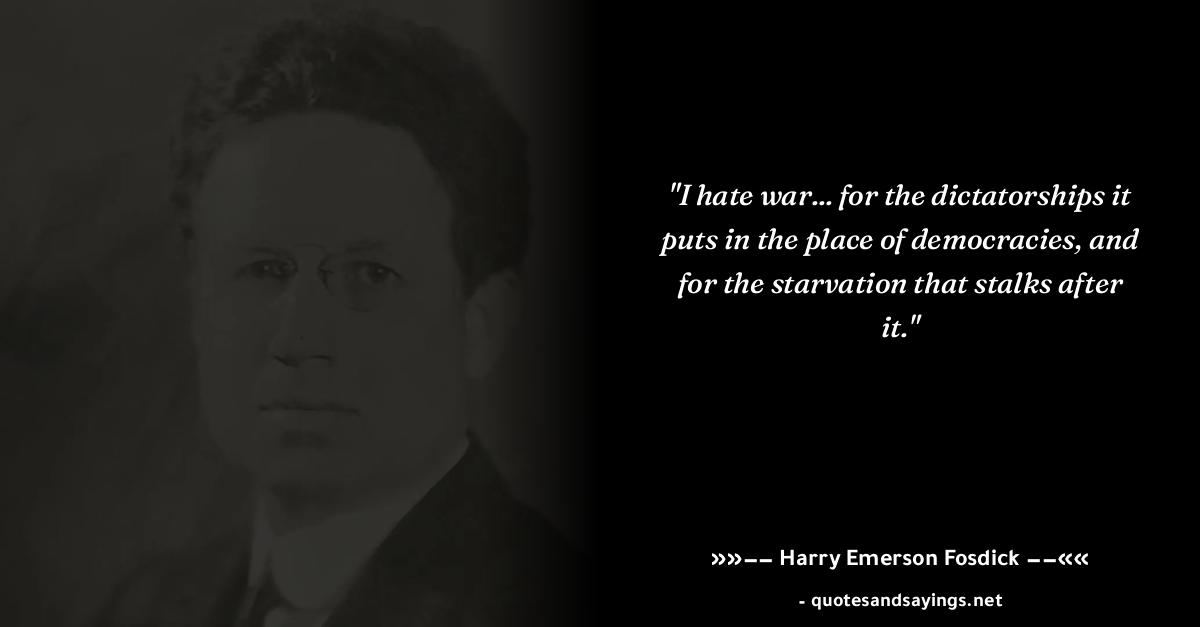 "I hate war... for the dictatorships it
puts in the place of democracies, and
for the starvation that stalks after
it."
»»−− Harry Emerson Fosdick −−««
- quotesandsayings.net